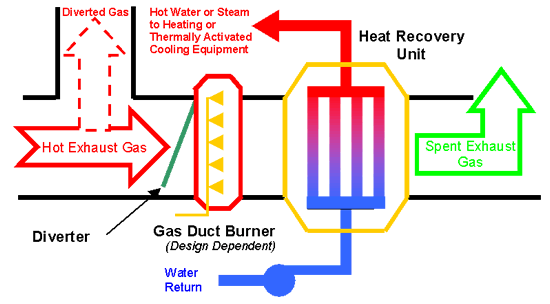 Diverted Gas
Hot Water or Steam
to Heating or
Thermally Activated
Cooling Equipment
Heat Recovery
Unit
Hot Exhaust Gas
Spent Exhaust
Gas
Diverter
Gas Duct Burner
(Design Dependent)
Water
Return